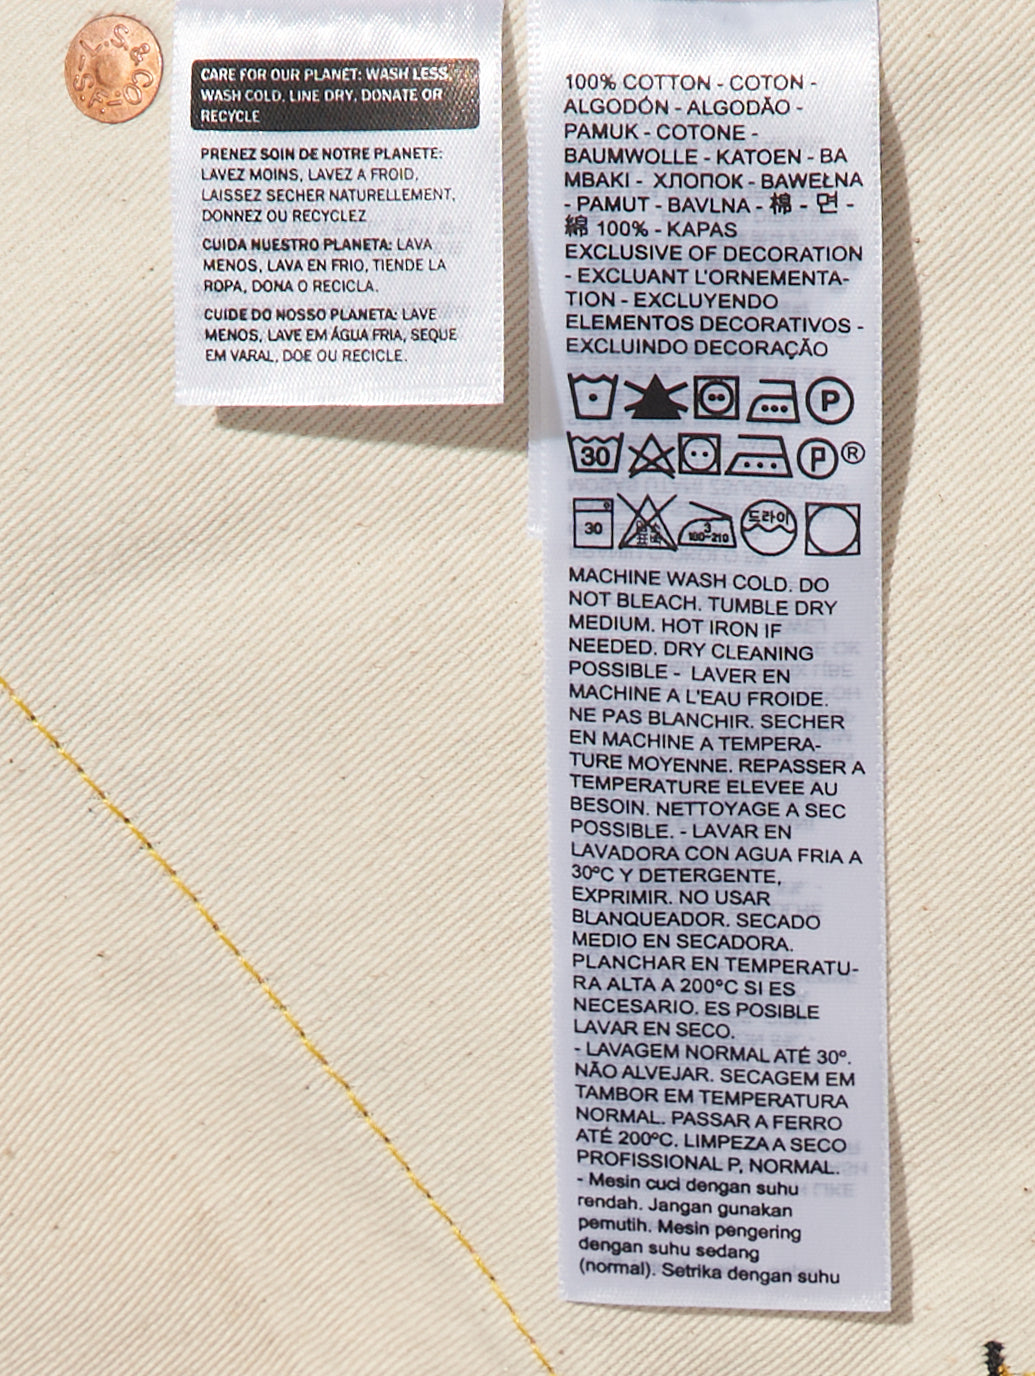 L.S.&CO.
-S.F.-
CARE FOR OUR PLANET: WASH LESS,
WASH COLD, LINE DRY, DONATE OR
RECYCLE
PRENEZ SOIN DE NOTRE PLANETE:
LAVEZ MOINS, LAVEZ A FROID,
LAISSEZ SECHER NATURELLEMENT,
DONNEZ OU RECYCLEZ
CUIDA NUESTRO PLANETA: LAVA
MENOS, LAVA EN FRIO, TIENDE LA
ROPA, DONA O RECICLA.
CUIDE DO NOSSO PLANETA: LAVE
MENOS, LAVE EM ÁGUA FRIA, SEQUE
EM VARAL, DOE OU RECICLE.
100% COTTON - COTON -
ALGODÓN - ALGODÃO -
PAMUK - COTONE -
BAUMWOLLE - KATOEN - BA
MBAKI - ХЛОПОК - BAWEŁNA
- PAMUT - BAVLNA - 棉 - 면 -
綿 100% - KAPAS
EXCLUSIVE OF DECORATION
- EXCLUANT L'ORNEMENTA-
TION - EXCLUYENDO
ELEMENTOS DECORATIVOS -
EXCLUINDO DECORAÇÃO
P
30 P ®
30 3 180-210 드라이
MACHINE WASH COLD. DO
NOT BLEACH. TUMBLE DRY
MEDIUM. HOT IRON IF
NEEDED. DRY CLEANING
POSSIBLE - LAVER EN
MACHINE A L'EAU FROIDE.
NE PAS BLANCHIR. SECHER
EN MACHINE A TEMPERA-
TURE MOYENNE. REPASSER A
TEMPERATURE ELEVEE AU
BESOIN. NETTOYAGE A SEC
POSSIBLE. - LAVAR EN
LAVADORA CON AGUA FRIA A
30ºC Y DETERGENTE,
EXPRIMIR. NO USAR
BLANQUEADOR. SECADO
MEDIO EN SECADORA.
PLANCHAR EN TEMPERATU-
RA ALTA A 200ºC SI ES
NECESARIO. ES POSIBLE
LAVAR EN SECO.
- LAVAGEM NORMAL ATÉ 30º.
NÃO ALVEJAR. SECAGEM EM
TAMBOR EM TEMPERATURA
NORMAL. PASSAR A FERRO
ATÉ 200ºC. LIMPEZA A SECO
PROFISSIONAL P, NORMAL.
- Mesin cuci dengan suhu
rendah. Jangan gunakan
pemutih. Mesin pengering
dengan suhu sedang
(normal). Setrika dengan suhu